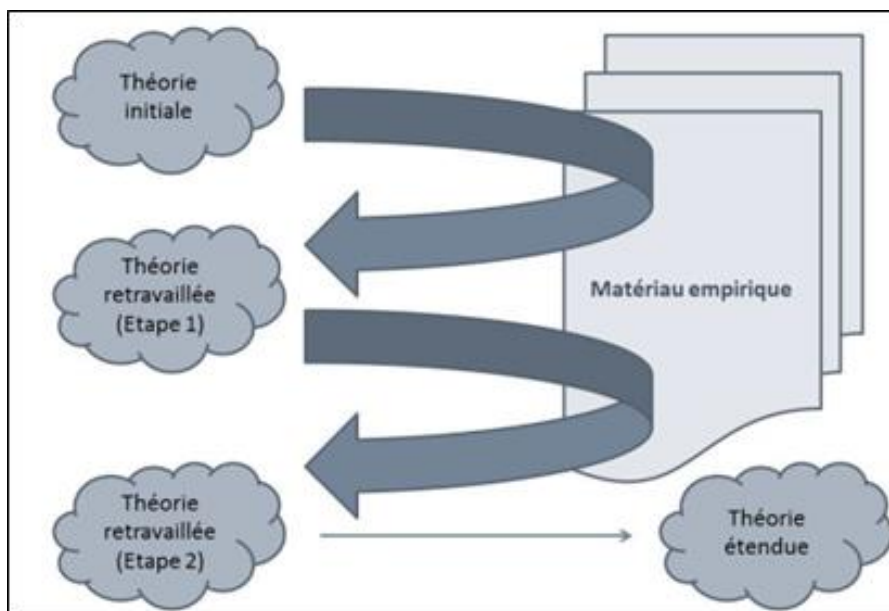 Théorie
initiale
Théorie
retravaillée
(Etape 1)
Matériau empirique
Théorie
retravaillée
(Etape 2)
Théorie
étendue